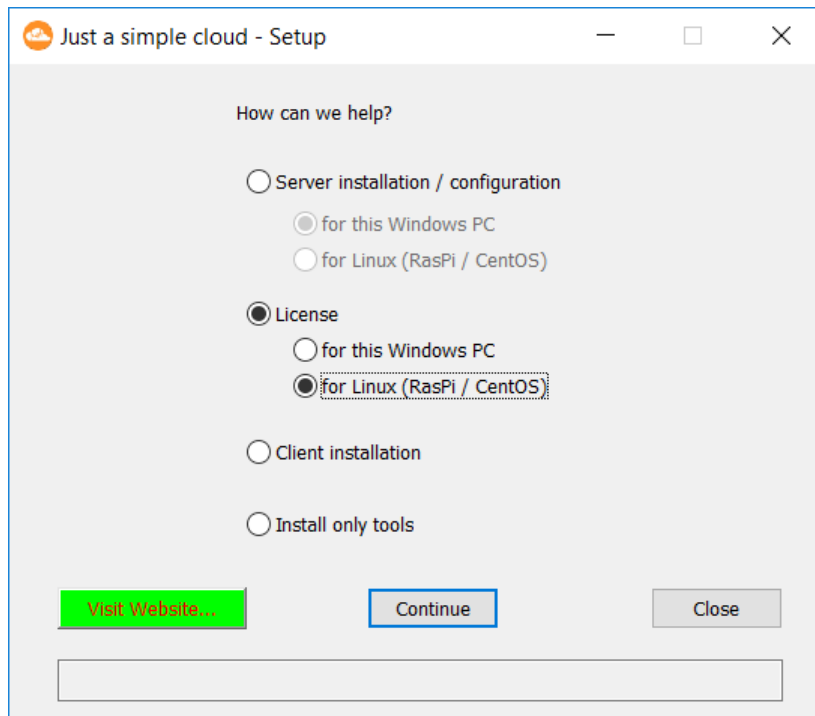 Just a simple cloud - Setup
How can we help?
Server installation / configuration
for this Windows PC
for Linux (RasPi / CentOS)
License
for this Windows PC
for Linux (RasPi / CentOS)
Client installation
Install only tools
Visit Website... Continue Close